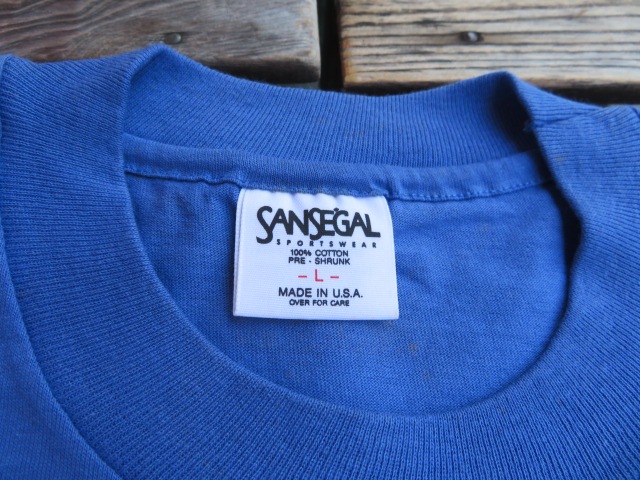 SANSEGAL
SPORTSWEAR
100% COTTON
PRE - SHRUNK
- L -
MADE IN U.S.A.
OVER FOR CARE